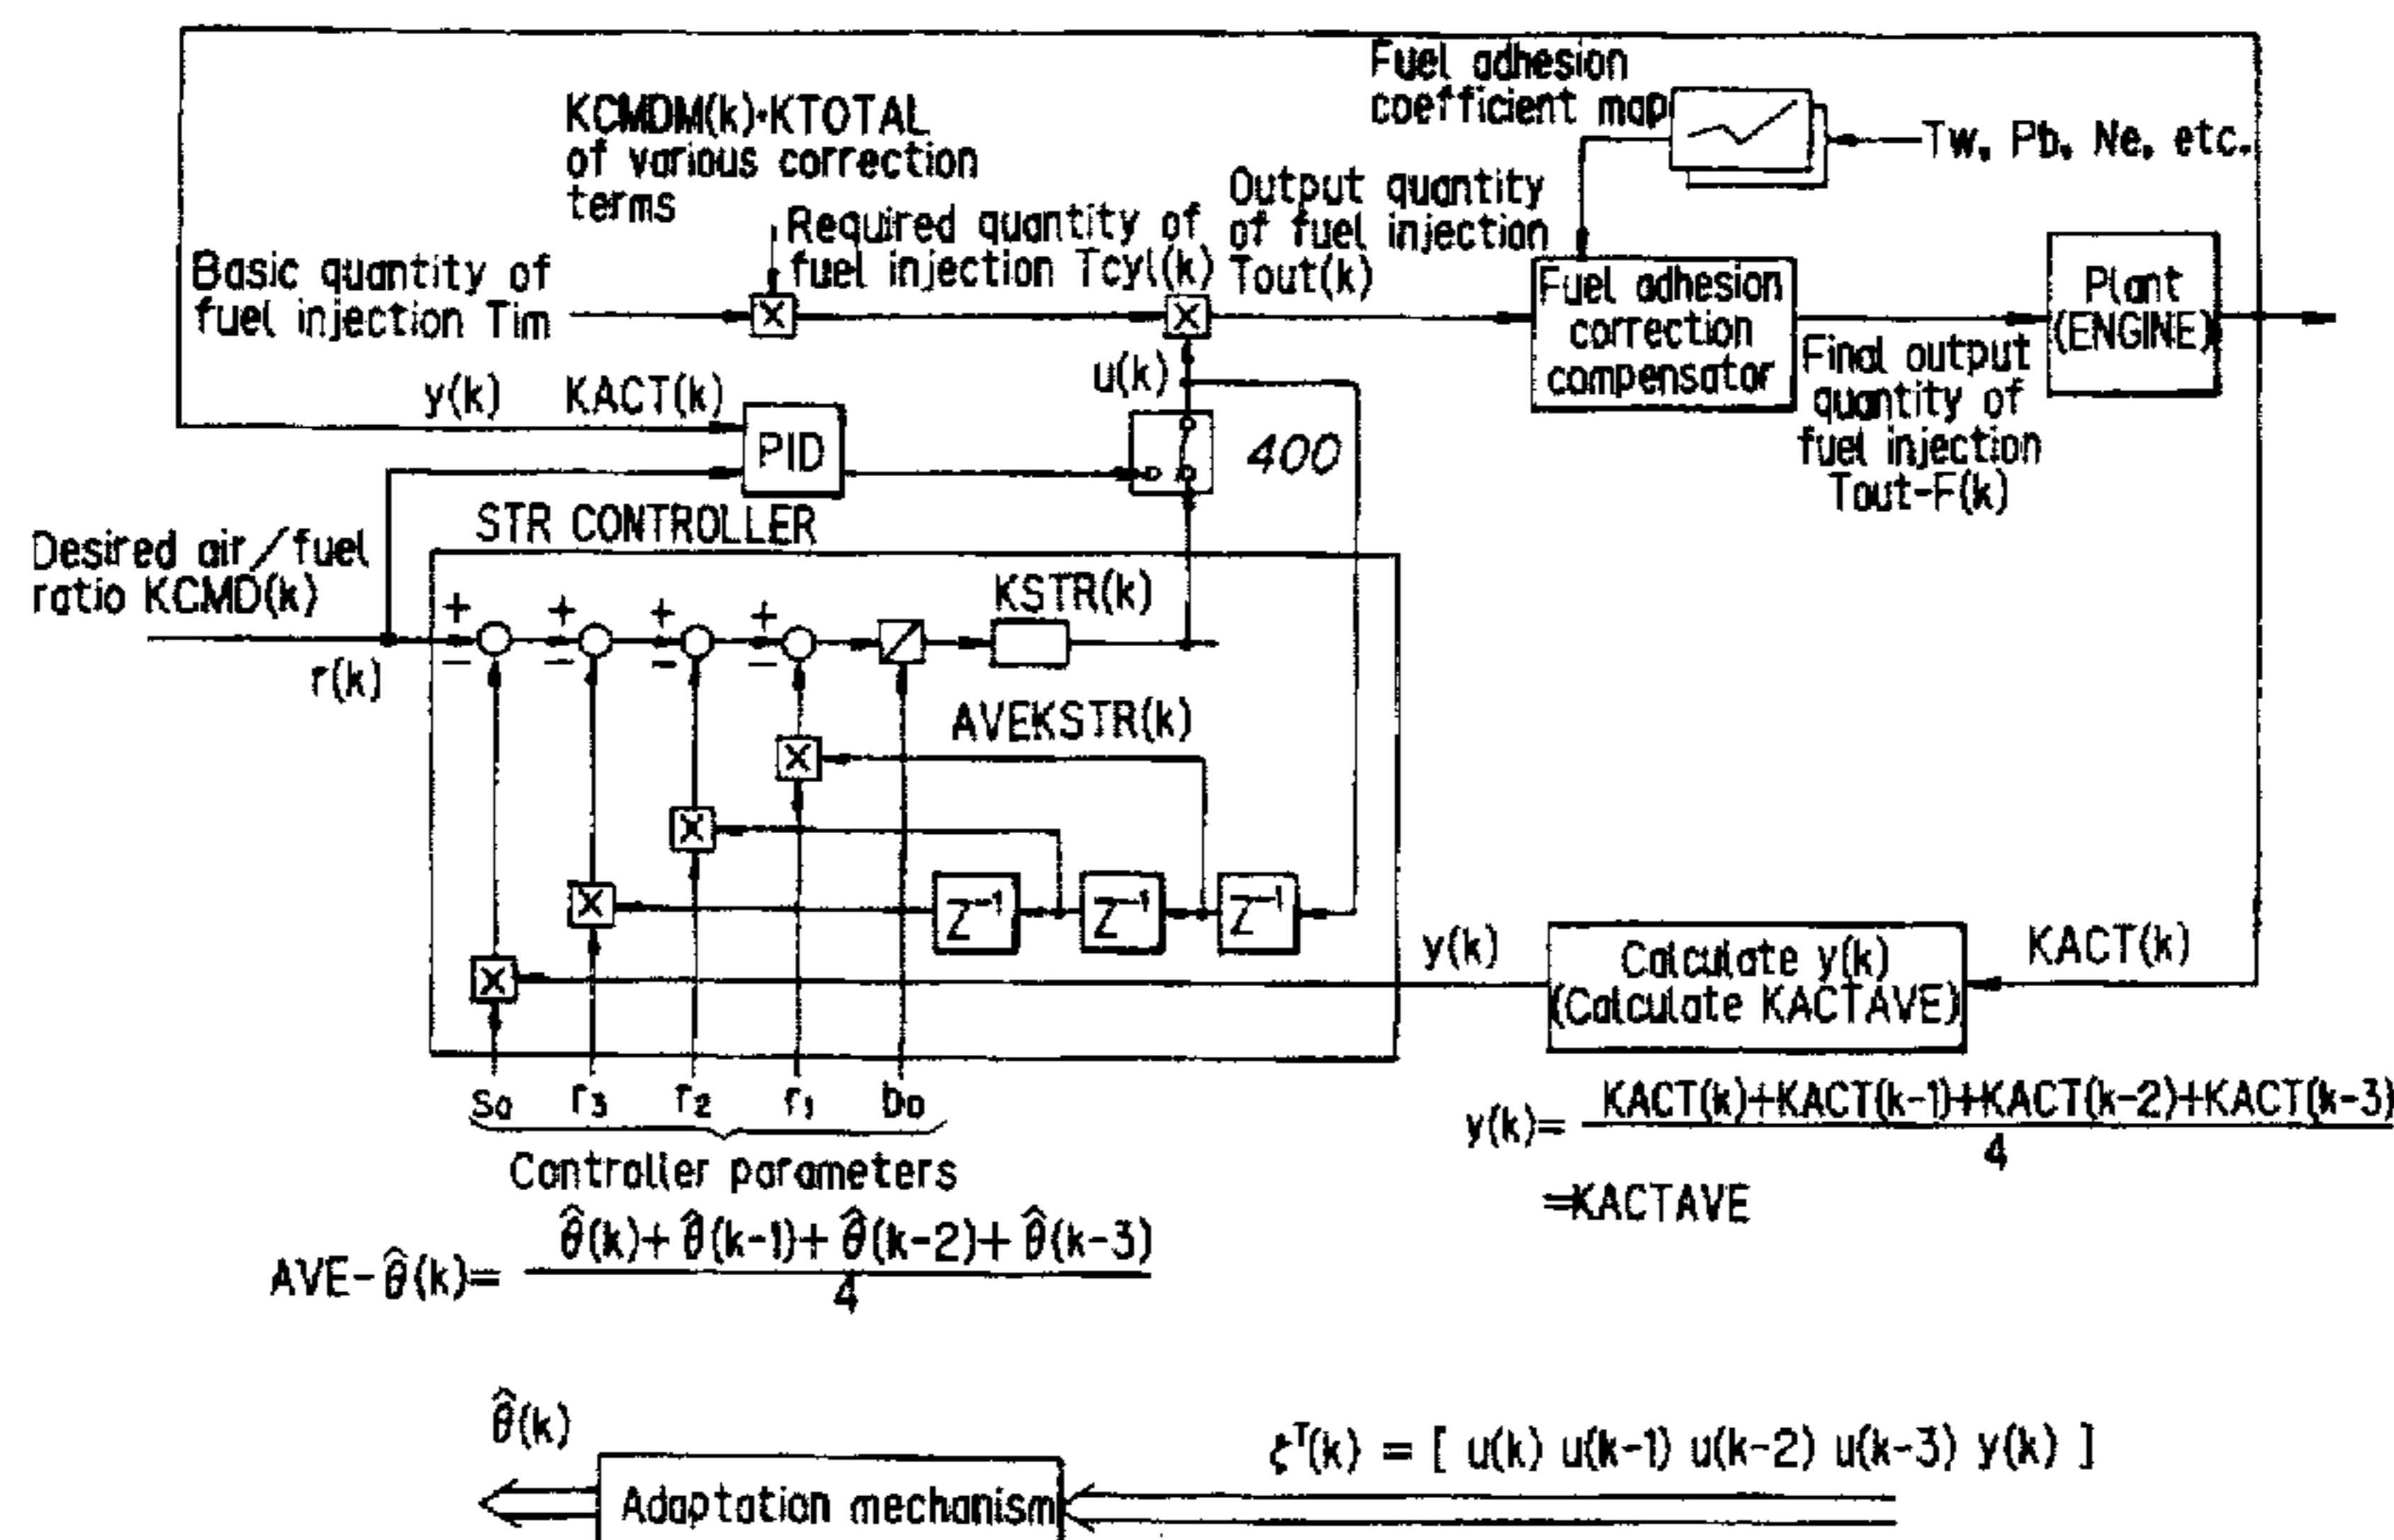 Fuel adhesion
coefficient map
Tw, Pb, Ne, etc.
KCMDM(k)·KTOTAL
of various correction
terms
Required quantity of
fuel injection Tcyl(k)
Output quantity
of fuel injection
Tout(k)
Basic quantity of
fuel injection Tim
X
X
Fuel adhesion
correction
compensator
Plant
(ENGINE)
Final output
quantity of
fuel injection
Tout-F(k)
y(k) KACT(k)
PID
u(k)
400
STR CONTROLLER
Desired air/fuel
ratio KCMD(k)
r(k)
+ + + +
− − − −
KSTR(k)
AVEKSTR(k)
X
X
X
X
Z⁻¹ Z⁻¹ Z⁻¹
y(k)
Calculate y(k)
(Calculate KACTAVE)
KACT(k)
s₀ r₃ r₂ r₁ b₀
Controller parameters
y(k)= KACT(k)+KACT(k-1)+KACT(k-2)+KACT(k-3)
4
=KACTAVE
AVE-θ̂(k)= θ̂(k)+θ̂(k-1)+θ̂(k-2)+θ̂(k-3)
4
θ̂(k)
Adaptation mechanism
ζᵀ(k) = [ u(k) u(k-1) u(k-2) u(k-3) y(k) ]